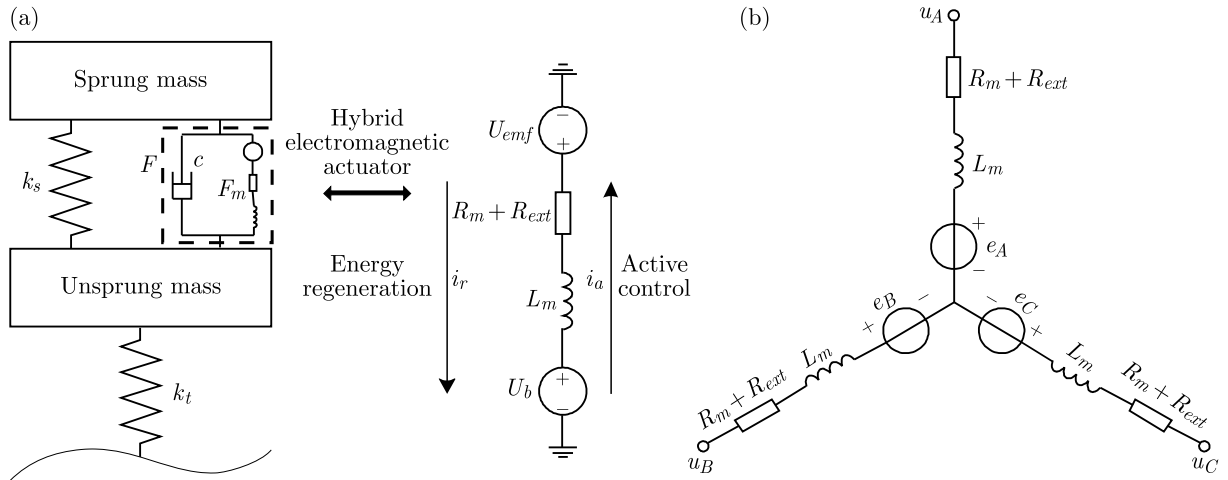 (a)
Sprung mass
k_s
F
c
F_m
Unsprung mass
k_t
Hybrid
electromagnetic
actuator
Energy
regeneration
i_r
U_emf
R_m + R_ext
L_m
U_b
i_a
Active
control
(b)
u_A
R_m + R_ext
L_m
e_A
e_B
e_C
L_m
R_m + R_ext
u_B
L_m
R_m + R_ext
u_C